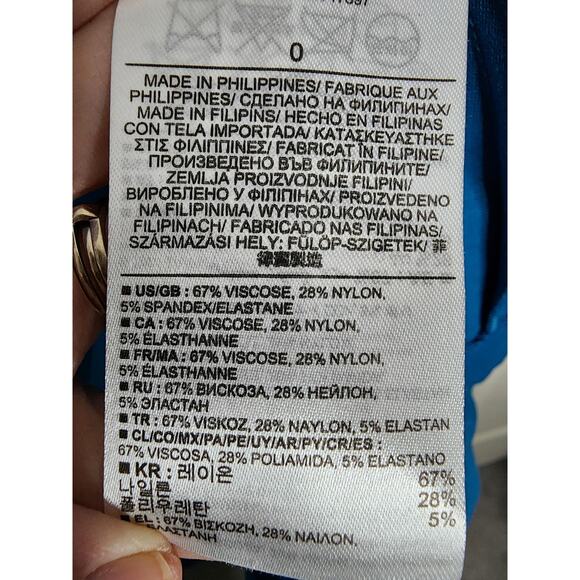 0
MADE IN PHILIPPINES/ FABRIQUE AUX
PHILIPPINES/ СДЕЛАНО НА ФИЛИПИНАХ/
MADE IN FILIPINS/ HECHO EN FILIPINAS
CON TELA IMPORTADA/ ΚΑΤΑΣΚΕΥΑΣΤΗΚΕ
ΣΤΙΣ ΦΙΛΙΠΠΙΝΕΣ/ FABRICAT ÎN FILIPINE/
ПРОИЗВЕДЕНО ВЪВ ФИЛИПИНИТЕ/
ZEMLJA PROIZVODNJE FILIPINI/
ВИРОБЛЕНО У ФІЛІПІНАХ/ PROIZVEDENO
NA FILIPINIMA/ WYPRODUKOWANO NA
FILIPINACH/ FABRICADO NAS FILIPINAS/
SZÁRMAZÁSI HELY: FÜLÖP-SZIGETEK/ 菲
律賓製造
■ US/GB : 67% VISCOSE, 28% NYLON,
5% SPANDEX/ELASTANE
■ CA : 67% VISCOSE, 28% NYLON,
5% ÉLASTHANNE
■ FR/MA : 67% VISCOSE, 28% NYLON,
5% ÉLASTHANNE
■ RU : 67% ВИСКОЗА, 28% НЕЙЛОН,
5% ЭЛАСТАН
■ TR : 67% VISKOZ, 28% NAYLON, 5% ELASTAN
■ CL/CO/MX/PA/PE/UY/AR/PY/CR/ES :
67% VISCOSA, 28% POLIAMIDA, 5% ELASTANO
■ KR : 레이온 67%
나일론 28%
폴리우레탄 5%
■ EL : 67% ΒΙΣΚΟΖΗ, 28% ΝΑΙΛΟΝ,
ΕΛΑΣΤΑΝΗ